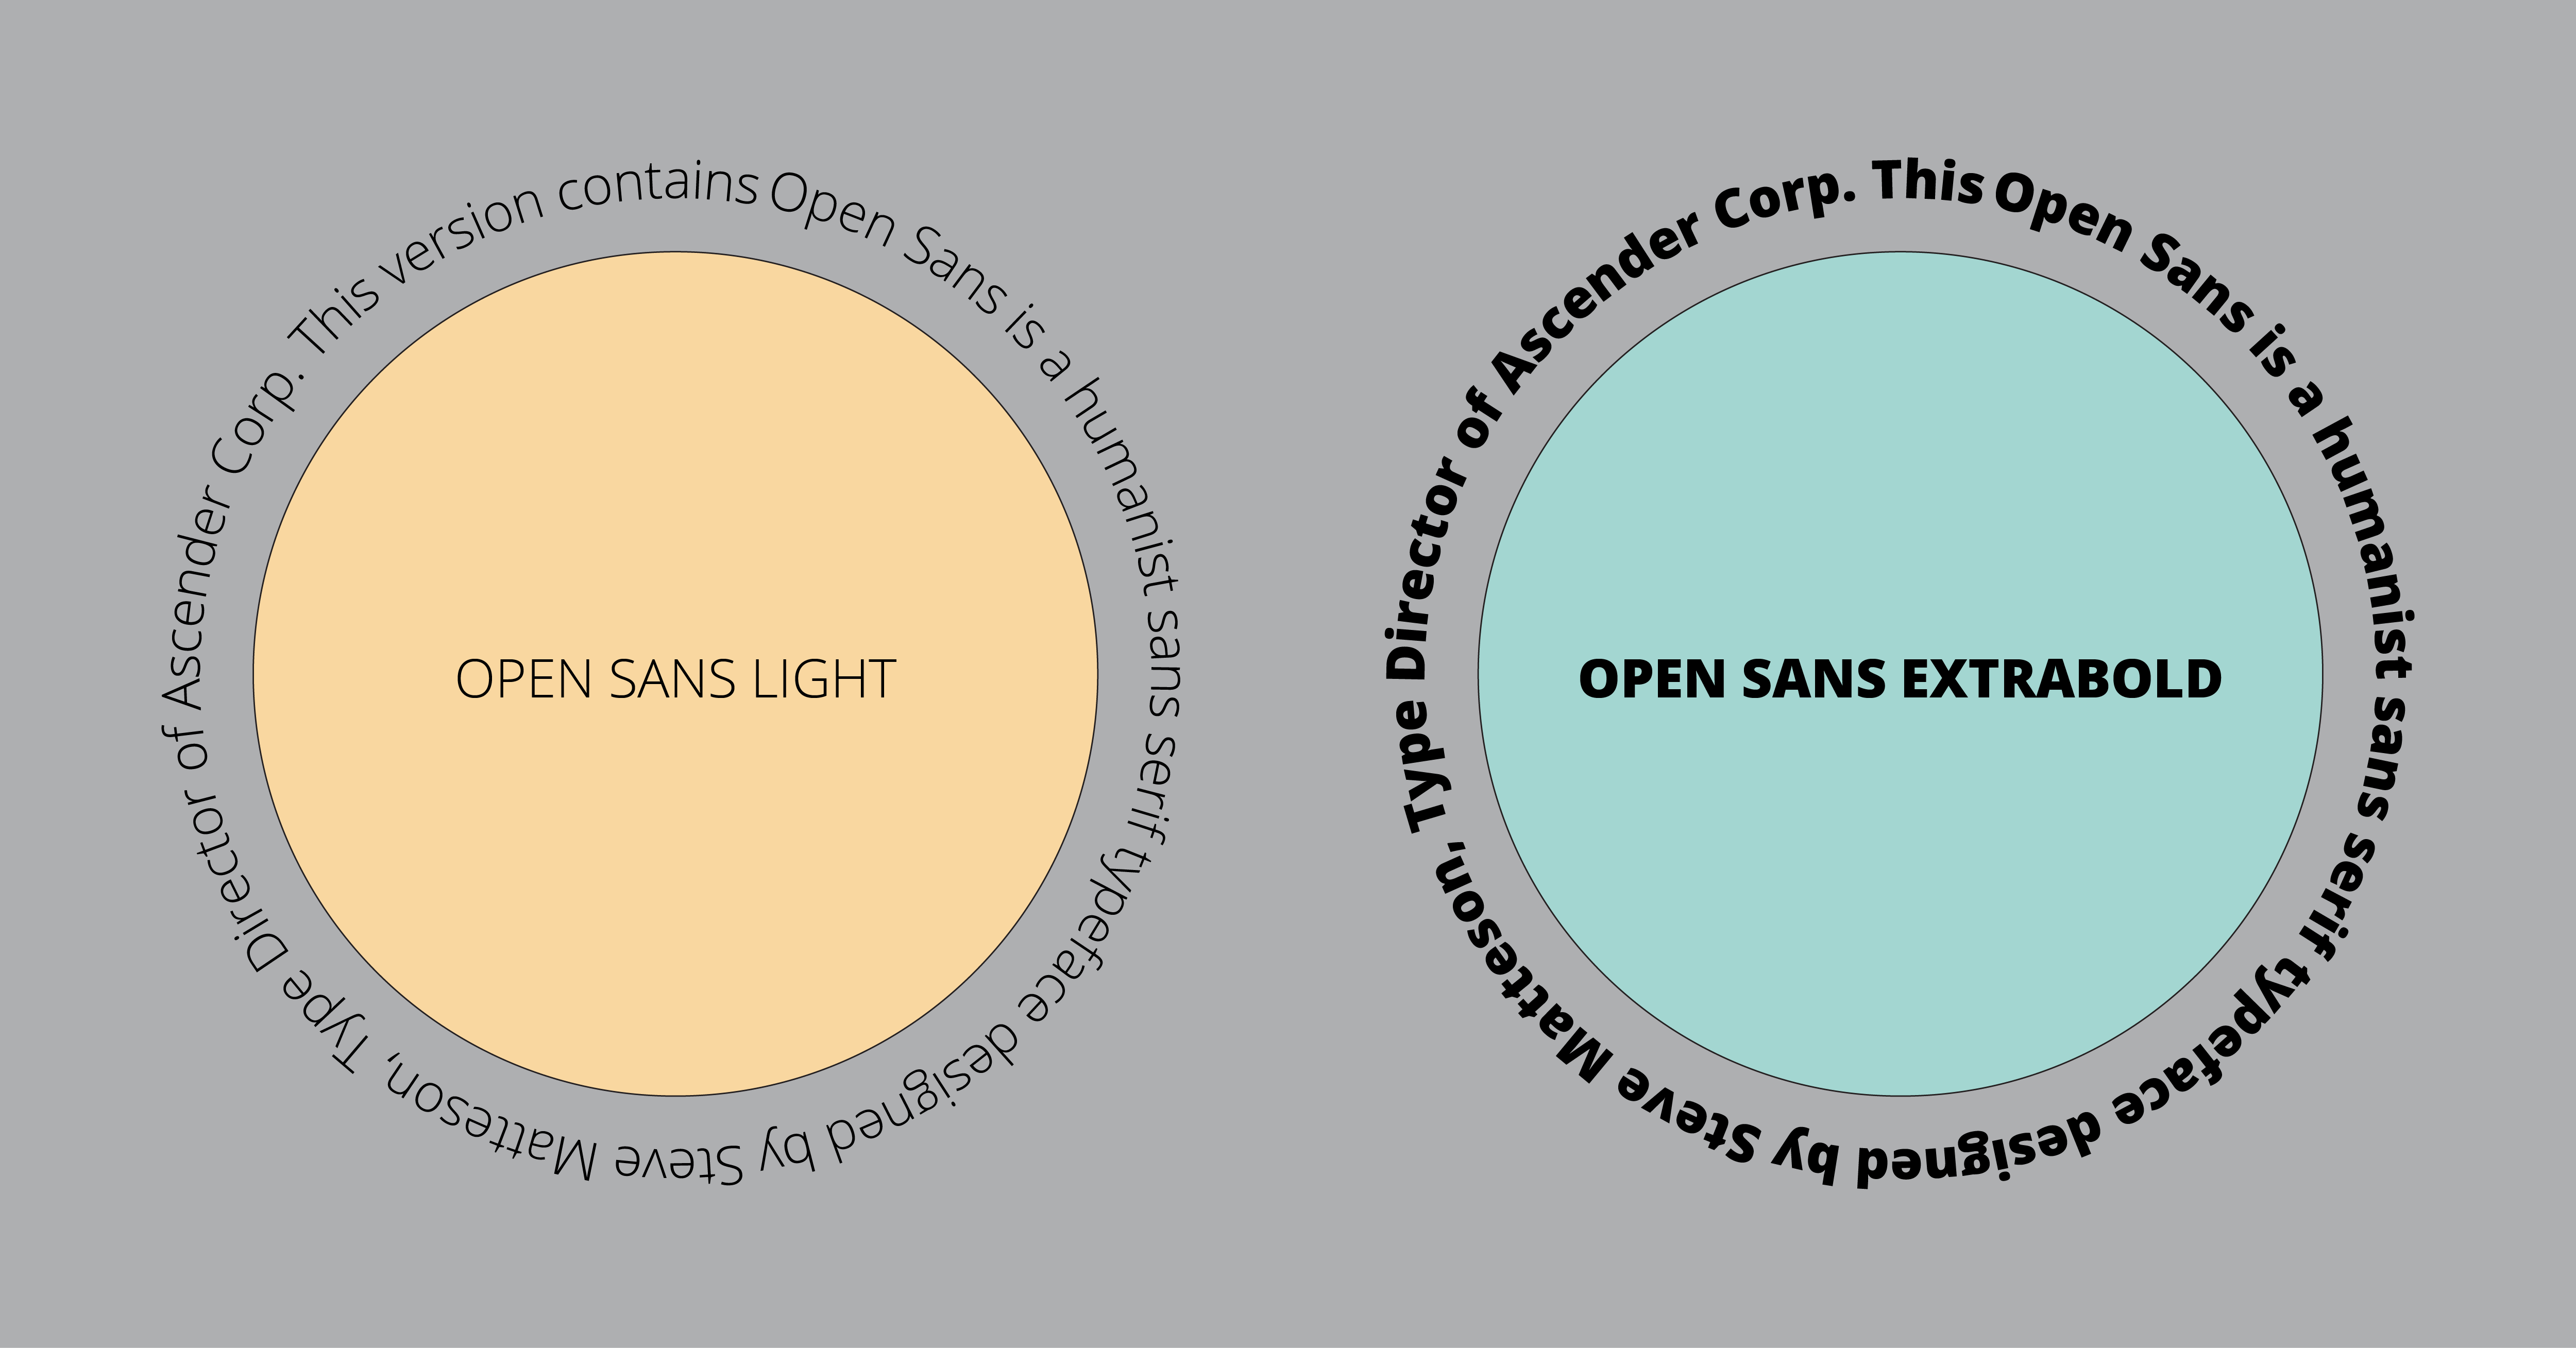 Open Sans is a humanist sans serif typeface designed by Steve Matteson, Type Director of Ascender Corp. This version contains
OPEN SANS LIGHT
Open Sans is a humanist sans serif typeface designed by Steve Matteson, Type Director of Ascender Corp. This
OPEN SANS EXTRABOLD